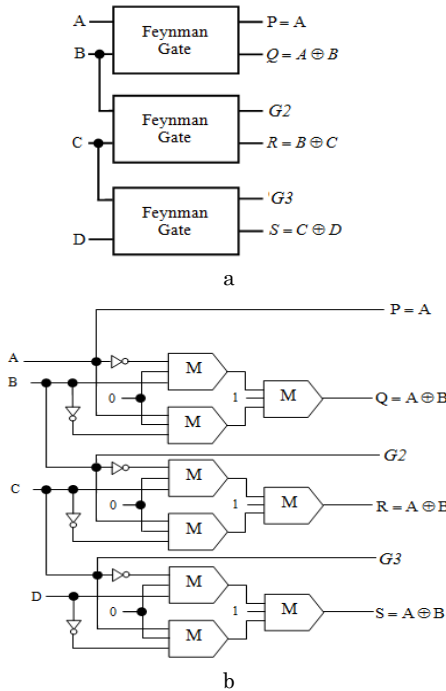 A
Feynman
Gate
P = A
B
Q = A ⊕ B
Feynman
Gate
G2
C
R = B ⊕ C
Feynman
Gate
'G3
D
S = C ⊕ D
a
P = A
A
B
M
0
1
M
Q = A ⊕ B
M
G2
M
C
0
1
M
R = A ⊕ B
M
G3
M
D
0
1
M
S = A ⊕ B
M
b